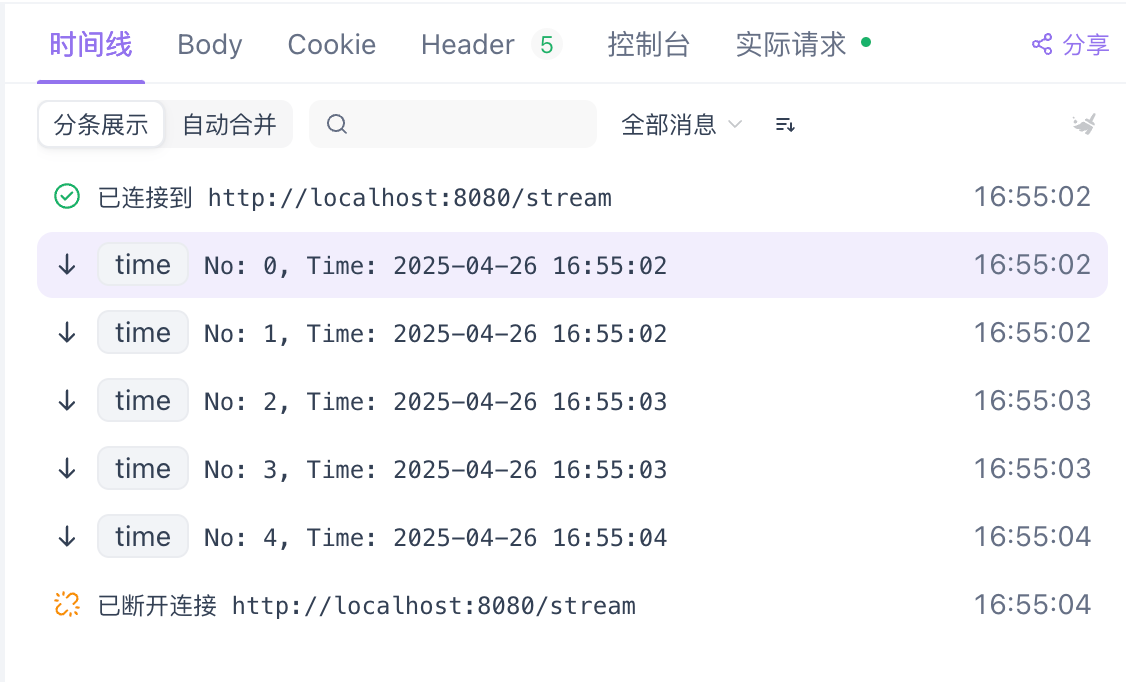 时间线 Body Cookie Header 5 控制台 实际请求 分享
分条展示 自动合并 全部消息
已连接到 http://localhost:8080/stream 16:55:02
time No: 0, Time: 2025-04-26 16:55:02 16:55:02
time No: 1, Time: 2025-04-26 16:55:02 16:55:02
time No: 2, Time: 2025-04-26 16:55:03 16:55:03
time No: 3, Time: 2025-04-26 16:55:03 16:55:03
time No: 4, Time: 2025-04-26 16:55:04 16:55:04
已断开连接 http://localhost:8080/stream 16:55:04